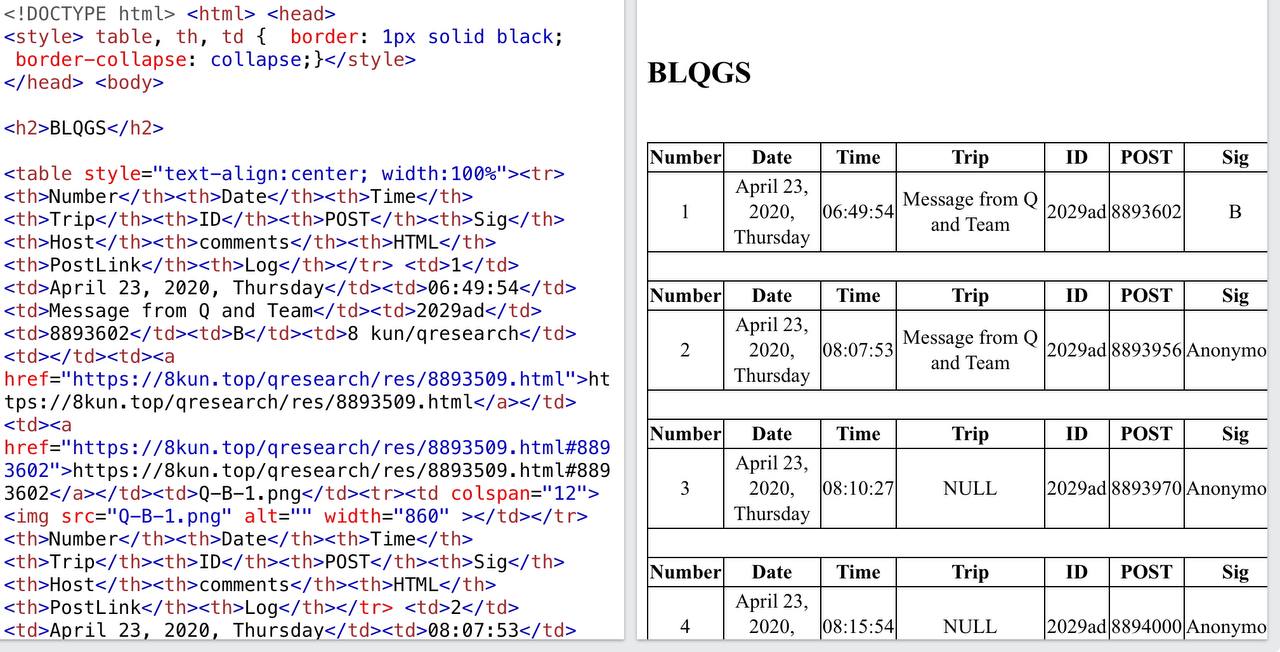 <!DOCTYPE html> <html> <head>
<style> table, th, td {  border: 1px solid black;
 border-collapse: collapse;}</style>
</head> <body>
<h2>BLQGS</h2>
<table style="text-align:center; width:100%"><tr>
<th>Number</th><th>Date</th><th>Time</th>
<th>Trip</th><th>ID</th><th>POST</th><th>Sig</th>
<th>Host</th><th>comments</th><th>HTML</th>
<th>PostLink</th><th>Log</th></tr> <td>1</td>
<td>April 23, 2020, Thursday</td><td>06:49:54</td>
<td>Message from Q and Team</td><td>2029ad</td>
<td>8893602</td><td>B</td><td>8 kun/qresearch</td>
<td></td><td><a
href="https://8kun.top/qresearch/res/8893509.html">ht
tps://8kun.top/qresearch/res/8893509.html</a></td>
<td><a
href="https://8kun.top/qresearch/res/8893509.html#889
3602">https://8kun.top/qresearch/res/8893509.html#889
3602</a></td><td>Q-B-1.png</td><tr><td colspan="12">
<img src="Q-B-1.png" alt="" width="860" ></td></tr>
<th>Number</th><th>Date</th><th>Time</th>
<th>Trip</th><th>ID</th><th>POST</th><th>Sig</th>
<th>Host</th><th>comments</th><th>HTML</th>
<th>PostLink</th><th>Log</th></tr> <td>2</td>
<td>April 23, 2020, Thursday</td><td>08:07:53</td>
BLQGS
Number Date Time Trip ID POST Sig
1 April 23, 2020, Thursday 06:49:54 Message from Q and Team 2029ad 8893602 B
Number Date Time Trip ID POST Sig
2 April 23, 2020, Thursday 08:07:53 Message from Q and Team 2029ad 8893956 Anonymo
Number Date Time Trip ID POST Sig
3 April 23, 2020, Thursday 08:10:27 NULL 2029ad 8893970 Anonymo
Number Date Time Trip ID POST Sig
4 April 23, 2020, 08:15:54 NULL 2029ad 8894000 Anonymo